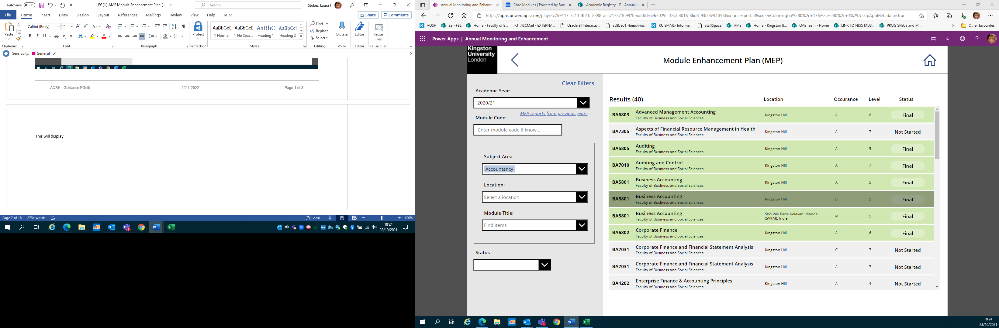 AutoSave Off FG(iii) AME Module Enhancement Plan (... Search Stokes, Laura J
File Home Insert Draw Design Layout References Mailings Review View Help RCM Share Comments
Paste Calibri (Body) 11 Find Replace Select Protect Dictate Editor Reuse Files
AaBbCcD AaBbCcD AaBbC AaBbCcl
¶ Normal ¶ No Spac... Heading 1 Heading 2
Clipboard Font Paragraph Protection Styles Editing Voice Editor Reuse Files
Sensitivity: General
AQSH: Guidance FG(iii) 2021-2022 Page 1 of 3
This will display
Page 7 of 18 2734 words Focus 100%
18:24
28/10/2021
Annual Monitoring and Enhance Core Modules | Powered by Box Academic Registry - F - Annual
https://apps.powerapps.com/play/3c759117-7a11-4b1b-8398-aec717571099?tenantId=c9ef029c-18cf-4016-86d3-93cf8e94ff94&source=portal&screenColor=rgba%280%2c+176%2c+240%2c+1%29&skipAppMetadata=true
AQSH EE - FBL Home - Faculty of B... JISCMail - EXTERNA... Oracle BI Interactiv... SUBJECT -benchma... KU EMAIL- Informa... StaffSpace AME Home - Kingston B... QAE Team - Home LINK TO FBSS MDS... PROG SPECS and M... Other favourites
Power Apps | Annual Monitoring and Enhancement
Kingston
University
London
Module Enhancement Plan (MEP)
Clear Filters
Academic Year:
2020/21
MEP reports from previous years
Module Code:
Enter module code if know...
Subject Area:
Accountancy
Location:
Select a location
Module Title:
Find items
Status
Results (40) Location Occurance Level Status
BA6803 Advanced Management Accounting Kingston Hill A 6 Final
Faculty of Business and Social Sciences
BA7305 Aspects of Financial Resource Management in Health Kingston Hill A 7 Not Started
Faculty of Business and Social Sciences
BA5805 Auditing Kingston Hill A 5 Final
Faculty of Business and Social Sciences
BA7010 Auditing and Control Kingston Hill A 7 Final
Faculty of Business and Social Sciences
BA5801 Business Accounting Kingston Hill A 5 Final
Faculty of Business and Social Sciences
BA5801 Business Accounting Kingston Hill B 5 Final
Faculty of Business and Social Sciences
BA5801 Business Accounting Shri Vile Parle Kelavani Mandal (SVKM), India M 5 Final
Faculty of Business and Social Sciences
BA6802 Corporate Finance Kingston Hill A 6 Final
Faculty of Business and Social Sciences
BA7031 Corporate Finance and Financial Statement Analysis Kingston Hill C 7 Not Started
Faculty of Business and Social Sciences
BA7031 Corporate Finance and Financial Statement Analysis Kingston Hill A 7 Not Started
Faculty of Business and Social Sciences
BA4202 Enterprise Finance & Accounting Principles Kingston Hill A 4 Not Started
Faculty of Business and Social Sciences
18:24
28/10/2021